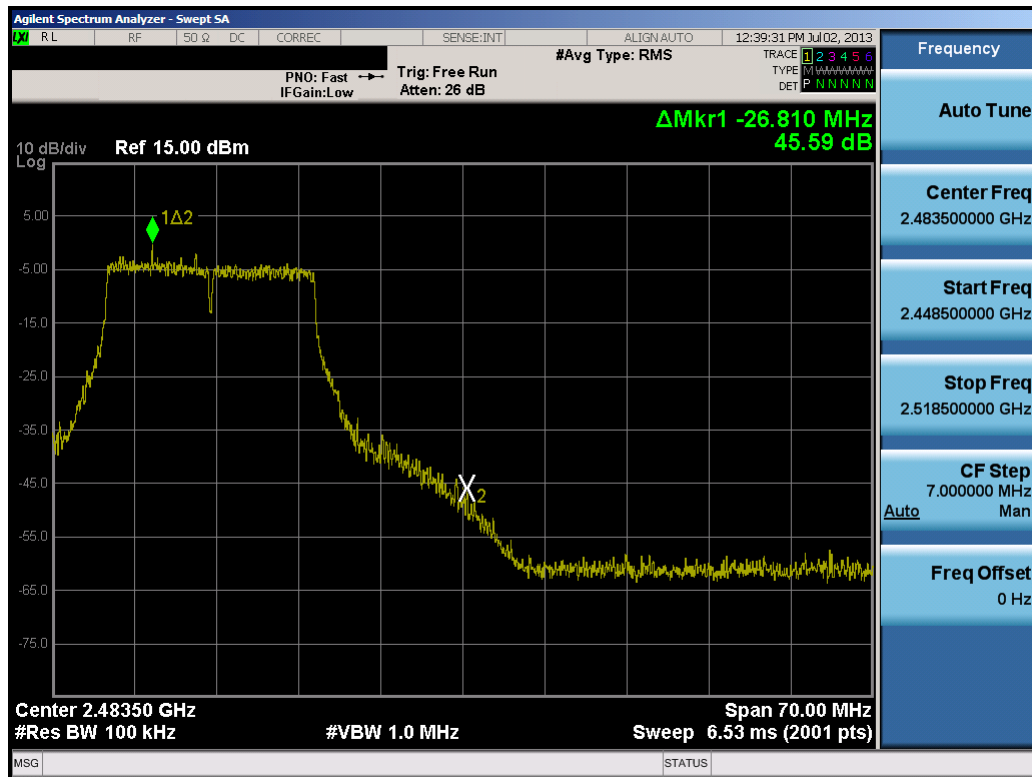 Agilent Spectrum Analyzer - Swept SA
LXI RL RF 50 Ω DC CORREC SENSE:INT ALIGN AUTO 12:39:31 PM Jul 02, 2013
#Avg Type: RMS TRACE 1 2 3 4 5 6
PNO: Fast Trig: Free Run TYPE M W W W W W
IFGain:Low Atten: 26 dB DET P N N N N N
ΔMkr1 -26.810 MHz
45.59 dB
10 dB/div Ref 15.00 dBm
Log
5.00
1Δ2
-5.00
-15.0
-25.0
-35.0
-45.0
X2
-55.0
-65.0
-75.0
Center 2.48350 GHz Span 70.00 MHz
#Res BW 100 kHz #VBW 1.0 MHz Sweep 6.53 ms (2001 pts)
MSG STATUS
Frequency
Auto Tune
Center Freq
2.483500000 GHz
Start Freq
2.448500000 GHz
Stop Freq
2.518500000 GHz
CF Step
7.000000 MHz
Auto Man
Freq Offset
0 Hz